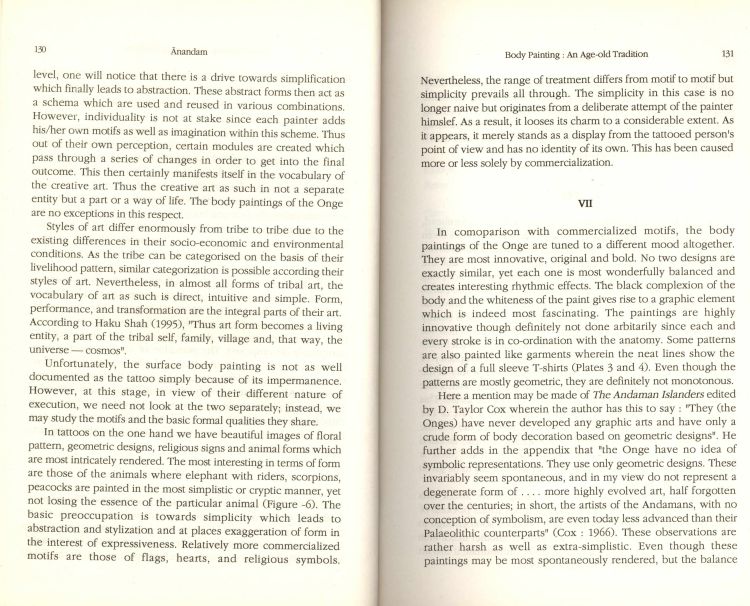 130
Ānandam
level, one will notice that there is a drive towards simplification
which finally leads to abstraction. These abstract forms then act as
a schema which are used and reused in various combinations.
However, individuality is not at stake since each painter adds
his/her own motifs as well as imagination within this scheme. Thus
out of their own perception, certain modules are created which
pass through a series of changes in order to get into the final
outcome. This then certainly manifests itself in the vocabulary of
the creative art. Thus the creative art as such in not a separate
entity but a part or a way of life. The body paintings of the Onge
are no exceptions in this respect.
Styles of art differ enormously from tribe to tribe due to the
existing differences in their socio-economic and environmental
conditions. As the tribe can be categorised on the basis of their
livelihood pattern, similar categorization is possible according their
styles of art. Nevertheless, in almost all forms of tribal art, the
vocabulary of art as such is direct, intuitive and simple. Form,
performance, and transformation are the integral parts of their art.
According to Haku Shah (1995), "Thus art form becomes a living
entity, a part of the tribal self, family, village and, that way, the
universe — cosmos".
Unfortunately, the surface body painting is not as well
documented as the tattoo simply because of its impermanence.
However, at this stage, in view of their different nature of
execution, we need not look at the two separately; instead, we
may study the motifs and the basic formal qualities they share.
In tattoos on the one hand we have beautiful images of floral
pattern, geometric designs, religious signs and animal forms which
are most intricately rendered. The most interesting in terms of form
are those of the animals where elephant with riders, scorpions,
peacocks are painted in the most simplistic or cryptic manner, yet
not losing the essence of the particular animal (Figure -6). The
basic preoccupation is towards simplicity which leads to
abstraction and stylization and at places exaggeration of form in
the interest of expressiveness. Relatively more commercialized
motifs are those of flags, hearts, and religious symbols.
Body Painting : An Age-old Tradition
131
Nevertheless, the range of treatment differs from motif to motif but
simplicity prevails all through. The simplicity in this case is no
longer naive but originates from a deliberate attempt of the painter
himslef. As a result, it looses its charm to a considerable extent. As
it appears, it merely stands as a display from the tattooed person's
point of view and has no identity of its own. This has been caused
more or less solely by commercialization.
VII
In comoparison with commercialized motifs, the body
paintings of the Onge are tuned to a different mood altogether.
They are most innovative, original and bold. No two designs are
exactly similar, yet each one is most wonderfully balanced and
creates interesting rhythmic effects. The black complexion of the
body and the whiteness of the paint gives rise to a graphic element
which is indeed most fascinating. The paintings are highly
innovative though definitely not done arbitarily since each and
every stroke is in co-ordination with the anatomy. Some patterns
are also painted like garments wherein the neat lines show the
design of a full sleeve T-shirts (Plates 3 and 4). Even though the
patterns are mostly geometric, they are definitely not monotonous.
Here a mention may be made of The Andaman Islanders edited
by D. Taylor Cox wherein the author has this to say : "They (the
Onges) have never developed any graphic arts and have only a
crude form of body decoration based on geometric designs". He
further adds in the appendix that "the Onge have no idea of
symbolic representations. They use only geometric designs. These
invariably seem spontaneous, and in my view do not represent a
degenerate form of . . . . more highly evolved art, half forgotten
over the centuries; in short, the artists of the Andamans, with no
conception of symbolism, are even today less advanced than their
Palaeolithic counterparts" (Cox : 1966). These observations are
rather harsh as well as extra-simplistic. Even though these
paintings may be most spontaneously rendered, but the balance